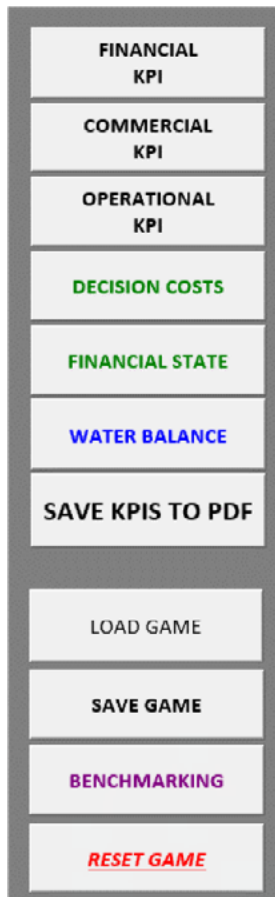 FINANCIAL
KPI
COMMERCIAL
KPI
OPERATIONAL
KPI
DECISION COSTS
FINANCIAL STATE
WATER BALANCE
SAVE KPIS TO PDF
LOAD GAME
SAVE GAME
BENCHMARKING
RESET GAME